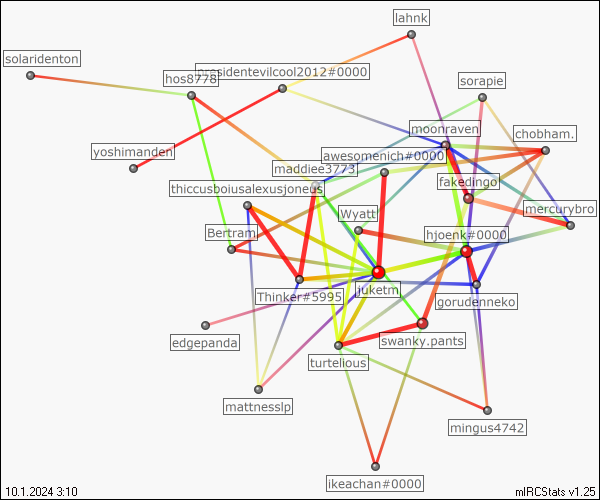 lahnk
solaridenton
presidentevilcool2012#0000
hos8778
sorapie
moonraven
chobham.
yoshimanden
awesomenich#0000
maddiee3773
thiccusboiusalexusjoneus
fakedingo
Wyatt
mercurybro
Bertram
hjoenk#0000
juketm
Thinker#5995
gorudenneko
edgepanda
swanky.pants
turtelious
mattnesslp
mingus4742
ikeachan#0000
10.1.2024 3:10
mIRCStats v1.25